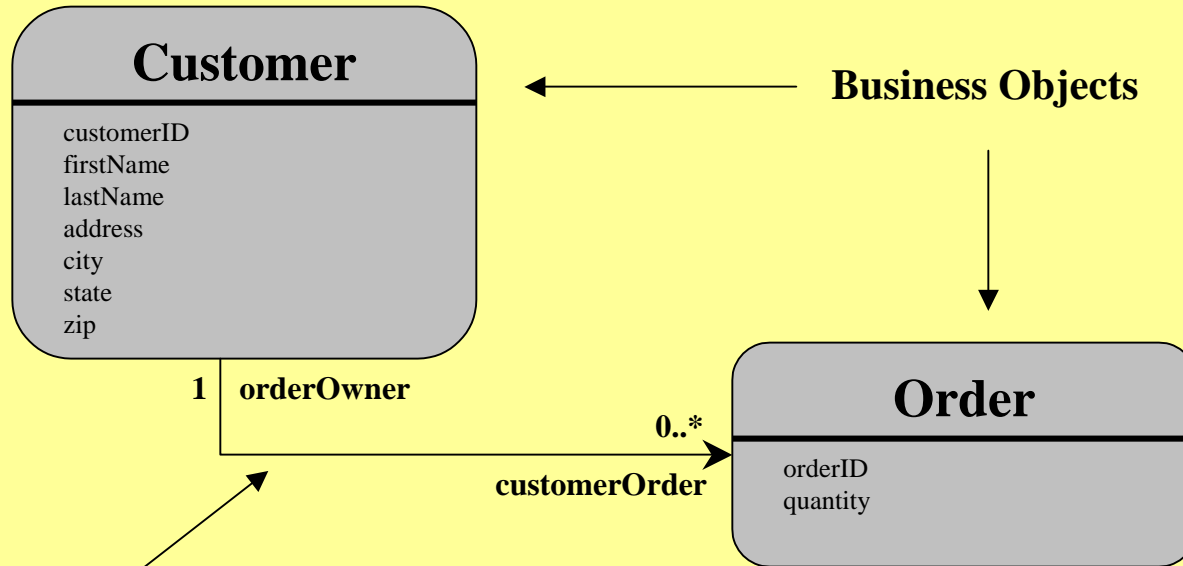 Customer
Business Objects
customerID
firstName
lastName
address
city
state
zip
1 orderOwner
0..*
customerOrder
Order
orderID
quantity